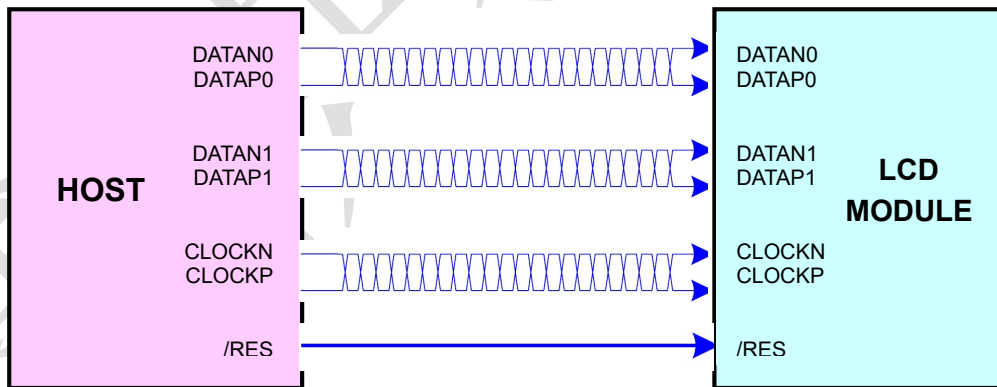 DATAN0
DATAP0
DATAN1
DATAP1
HOST
CLOCKN
CLOCKP
/RES
DATAN0
DATAP0
DATAN1
DATAP1
LCD
MODULE
CLOCKN
CLOCKP
/RES